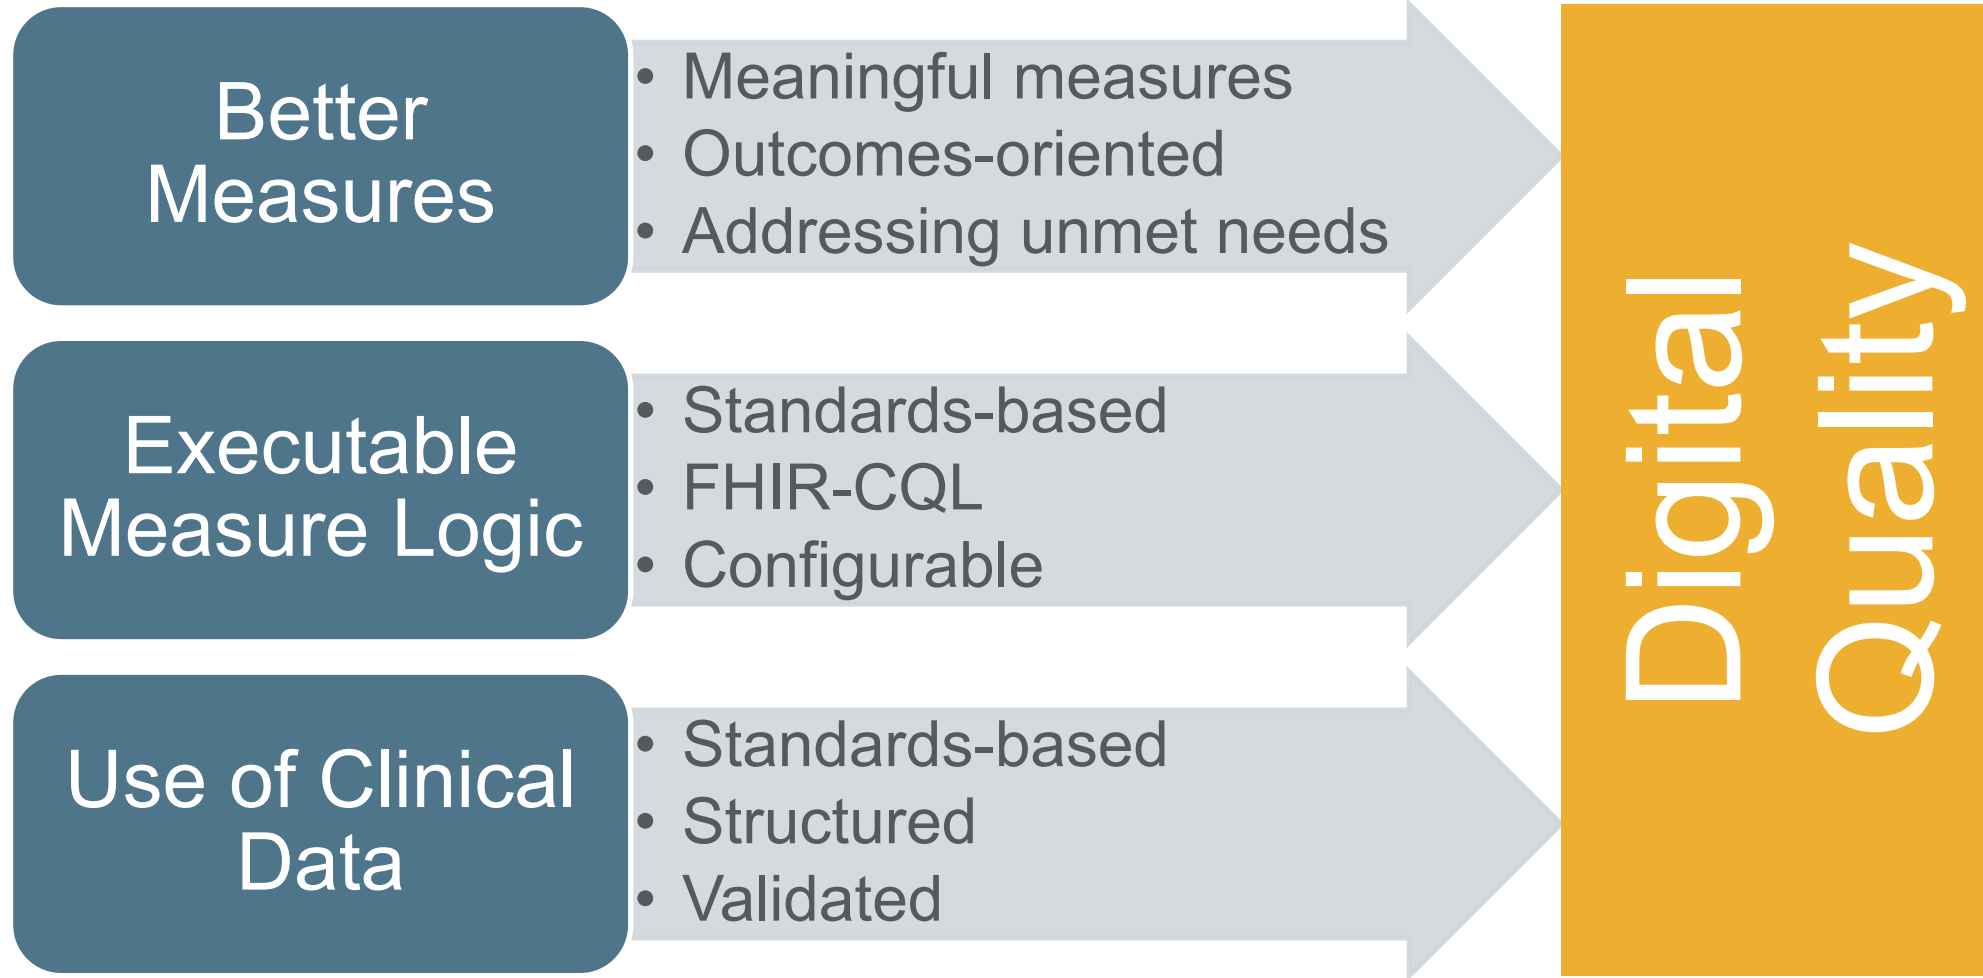 Better
Measures
• Meaningful measures
• Outcomes-oriented
• Addressing unmet needs
Executable
Measure Logic
• Standards-based
• FHIR-CQL
• Configurable
Use of Clinical
Data
• Standards-based
• Structured
• Validated
Digital
Quality